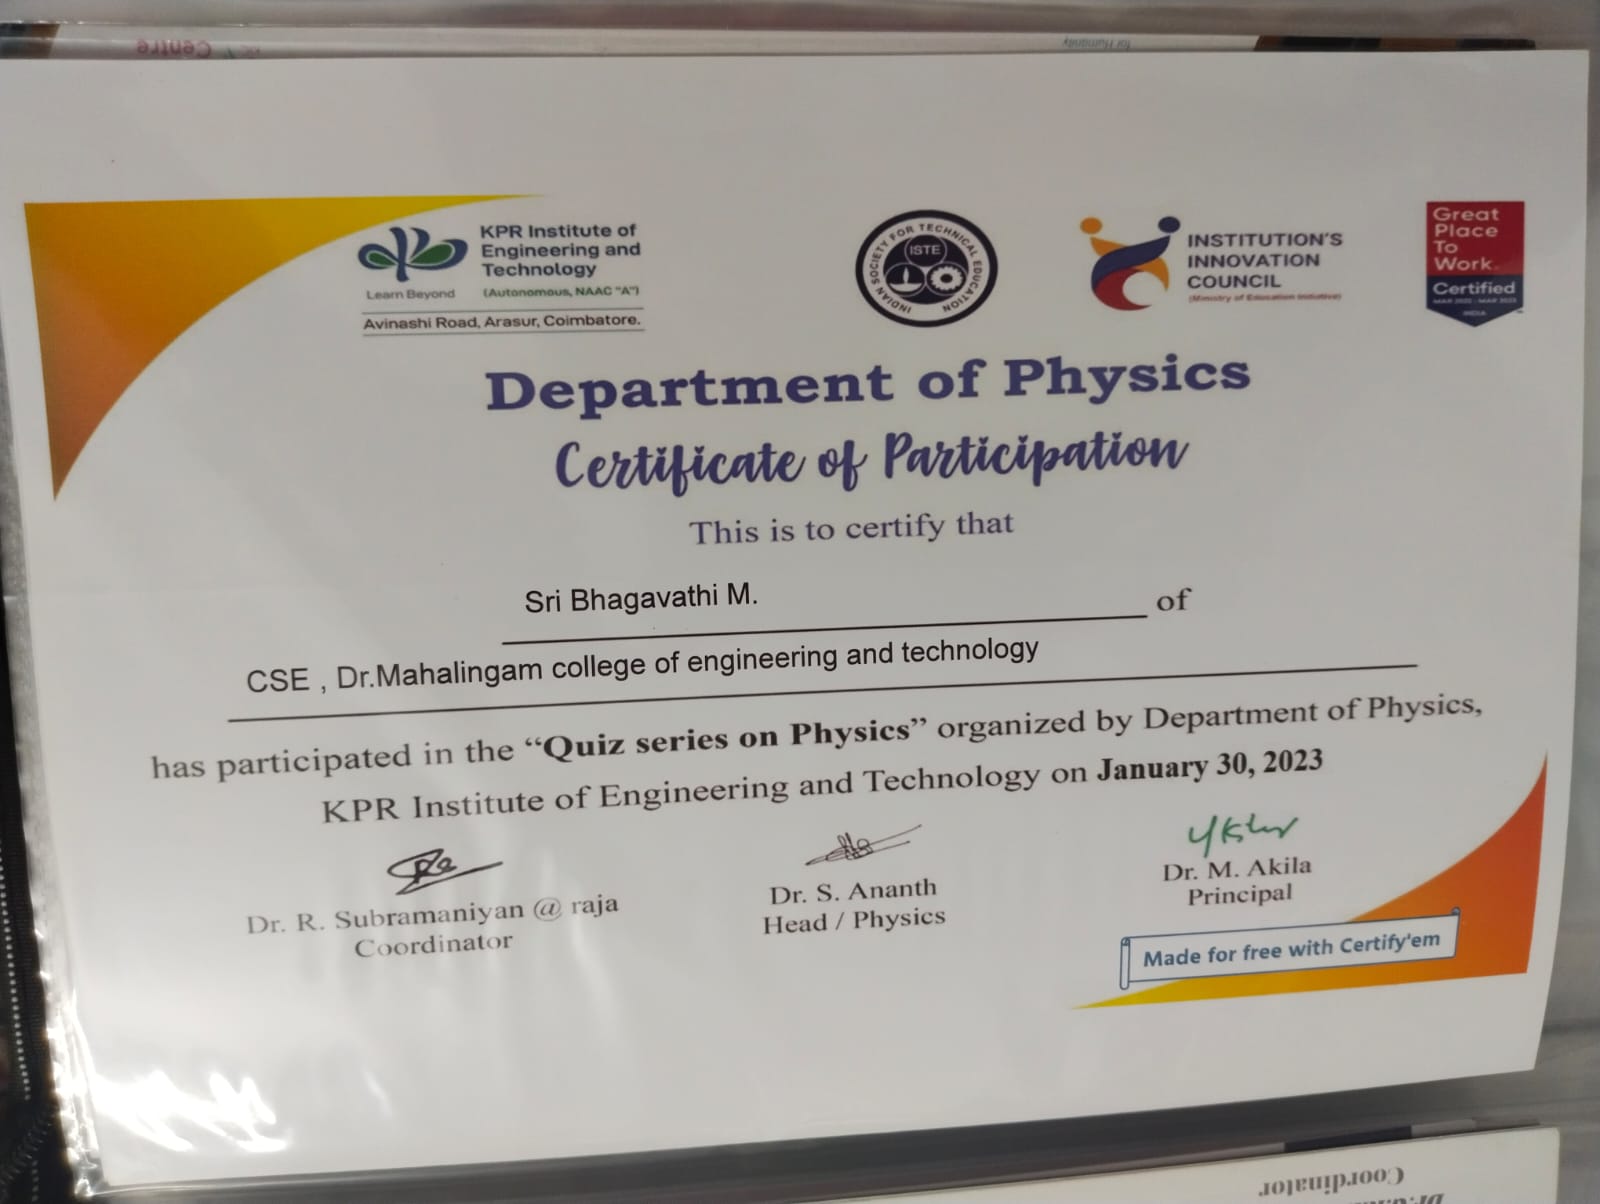 Centre
for Humanity
KPR Institute of
Engineering and
Technology
Learn Beyond
(Autonomous, NAAC "A")
Avinashi Road, Arasur, Coimbatore.
INDIAN SOCIETY FOR TECHNICAL EDUCATION
ISTE
INSTITUTION'S
INNOVATION
COUNCIL
(Ministry of Education Initiative)
Great
Place
To
Work.
Certified
MAR 2022 - MAR 2023
INDIA
Department of Physics
Certificate of Participation
This is to certify that
Sri Bhagavathi M. of
CSE , Dr.Mahalingam college of engineering and technology
has participated in the “Quiz series on Physics” organized by Department of Physics,
KPR Institute of Engineering and Technology on January 30, 2023
Dr. R. Subramaniyan @ raja
Coordinator
Dr. S. Ananth
Head / Physics
Dr. M. Akila
Principal
Made for free with Certify'em
Coordinator